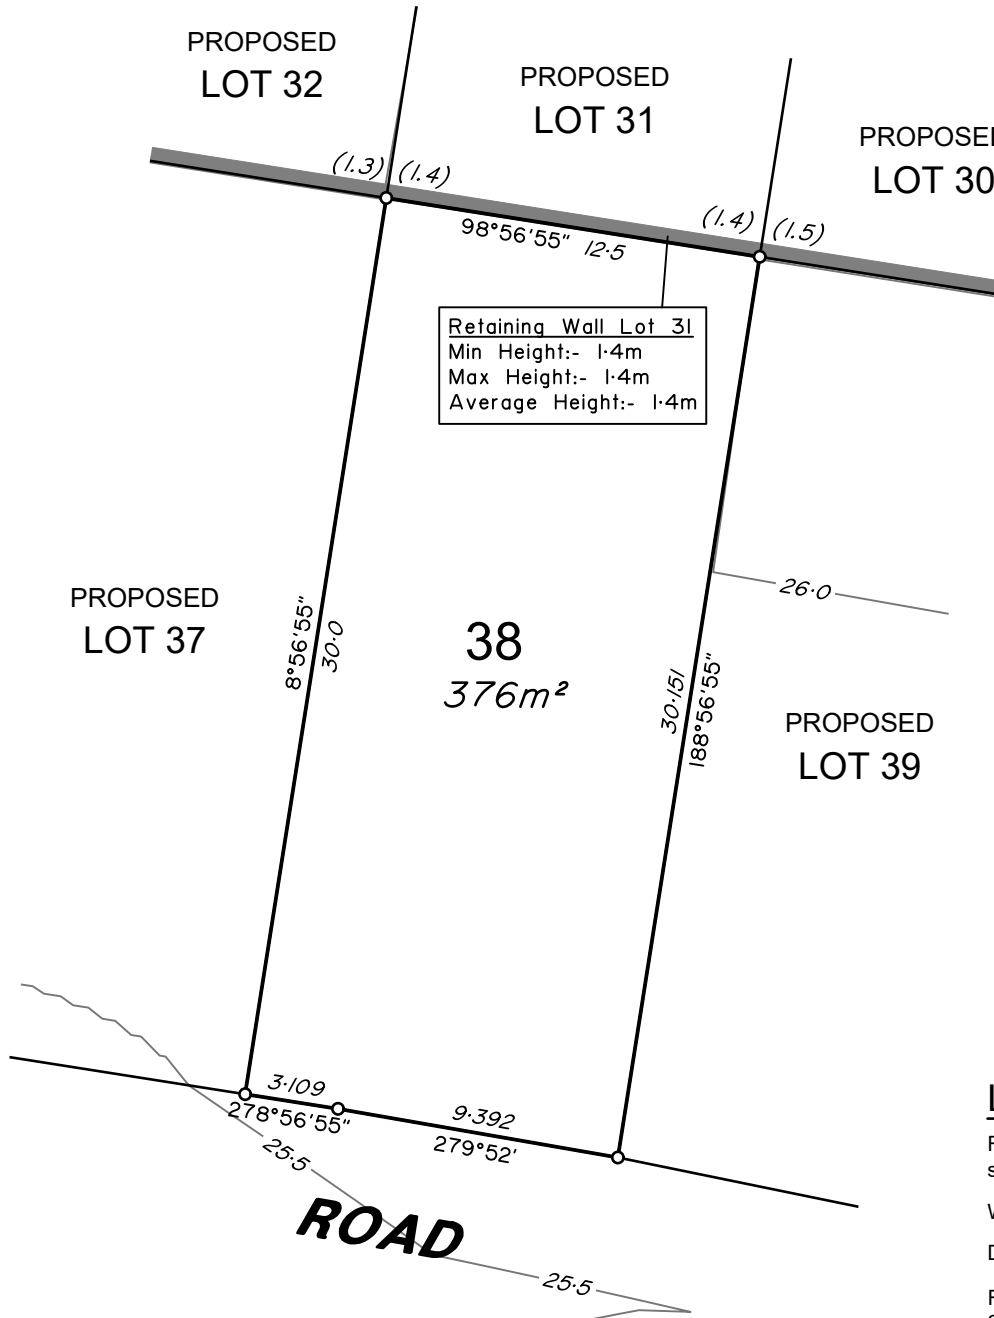 PROPOSED
LOT 32
PROPOSED
LOT 31
PROPOSED
LOT 30
(1.3) (1.4)
(1.4) (1.5)
98°56'55" 12·5
Retaining Wall Lot 31
Min Height:- 1·4m
Max Height:- 1·4m
Average Height:- 1·4m
26·0
PROPOSED
LOT 37
8°56'55"
30·0
38
376m²
30·151
188°56'55"
PROPOSED
LOT 39
3·109
278°56'55"
9·392
279°52'
25·5
ROAD
25·5